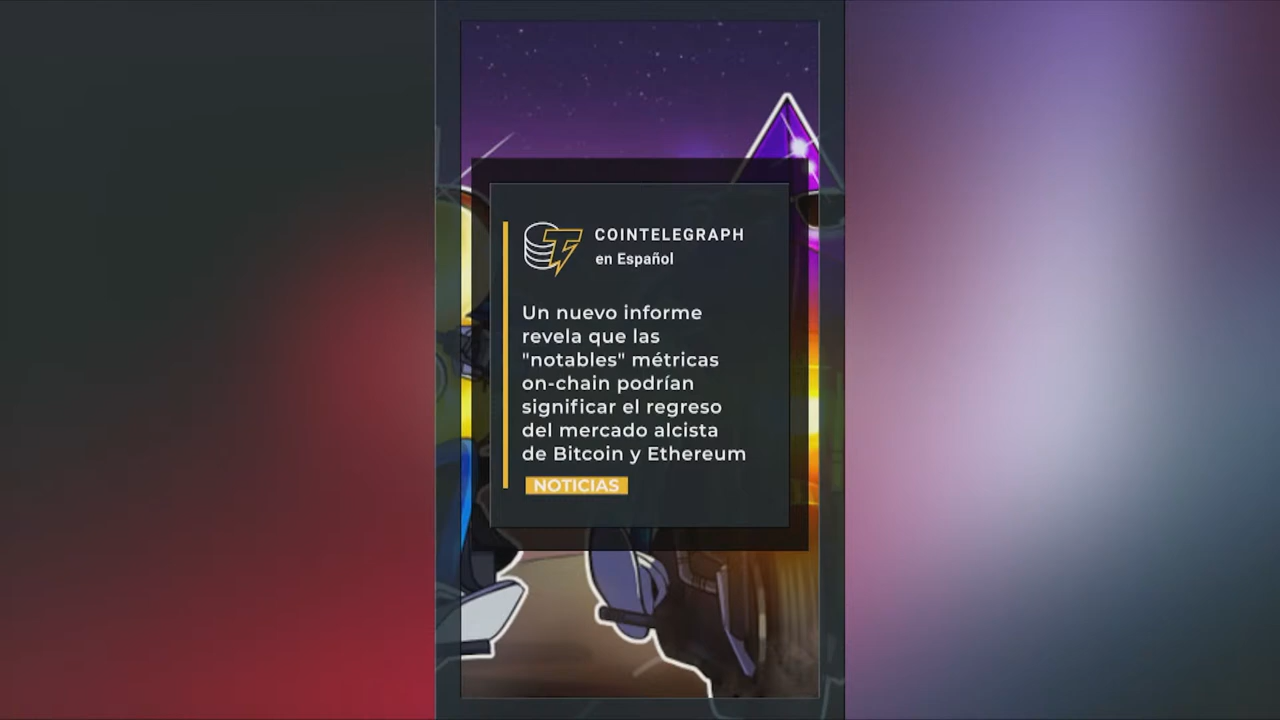 COINTELEGRAPH
en Español
Un nuevo informe
revela que las
"notables" métricas
on-chain podrían
significar el regreso
del mercado alcista
de Bitcoin y Ethereum
NOTICIAS